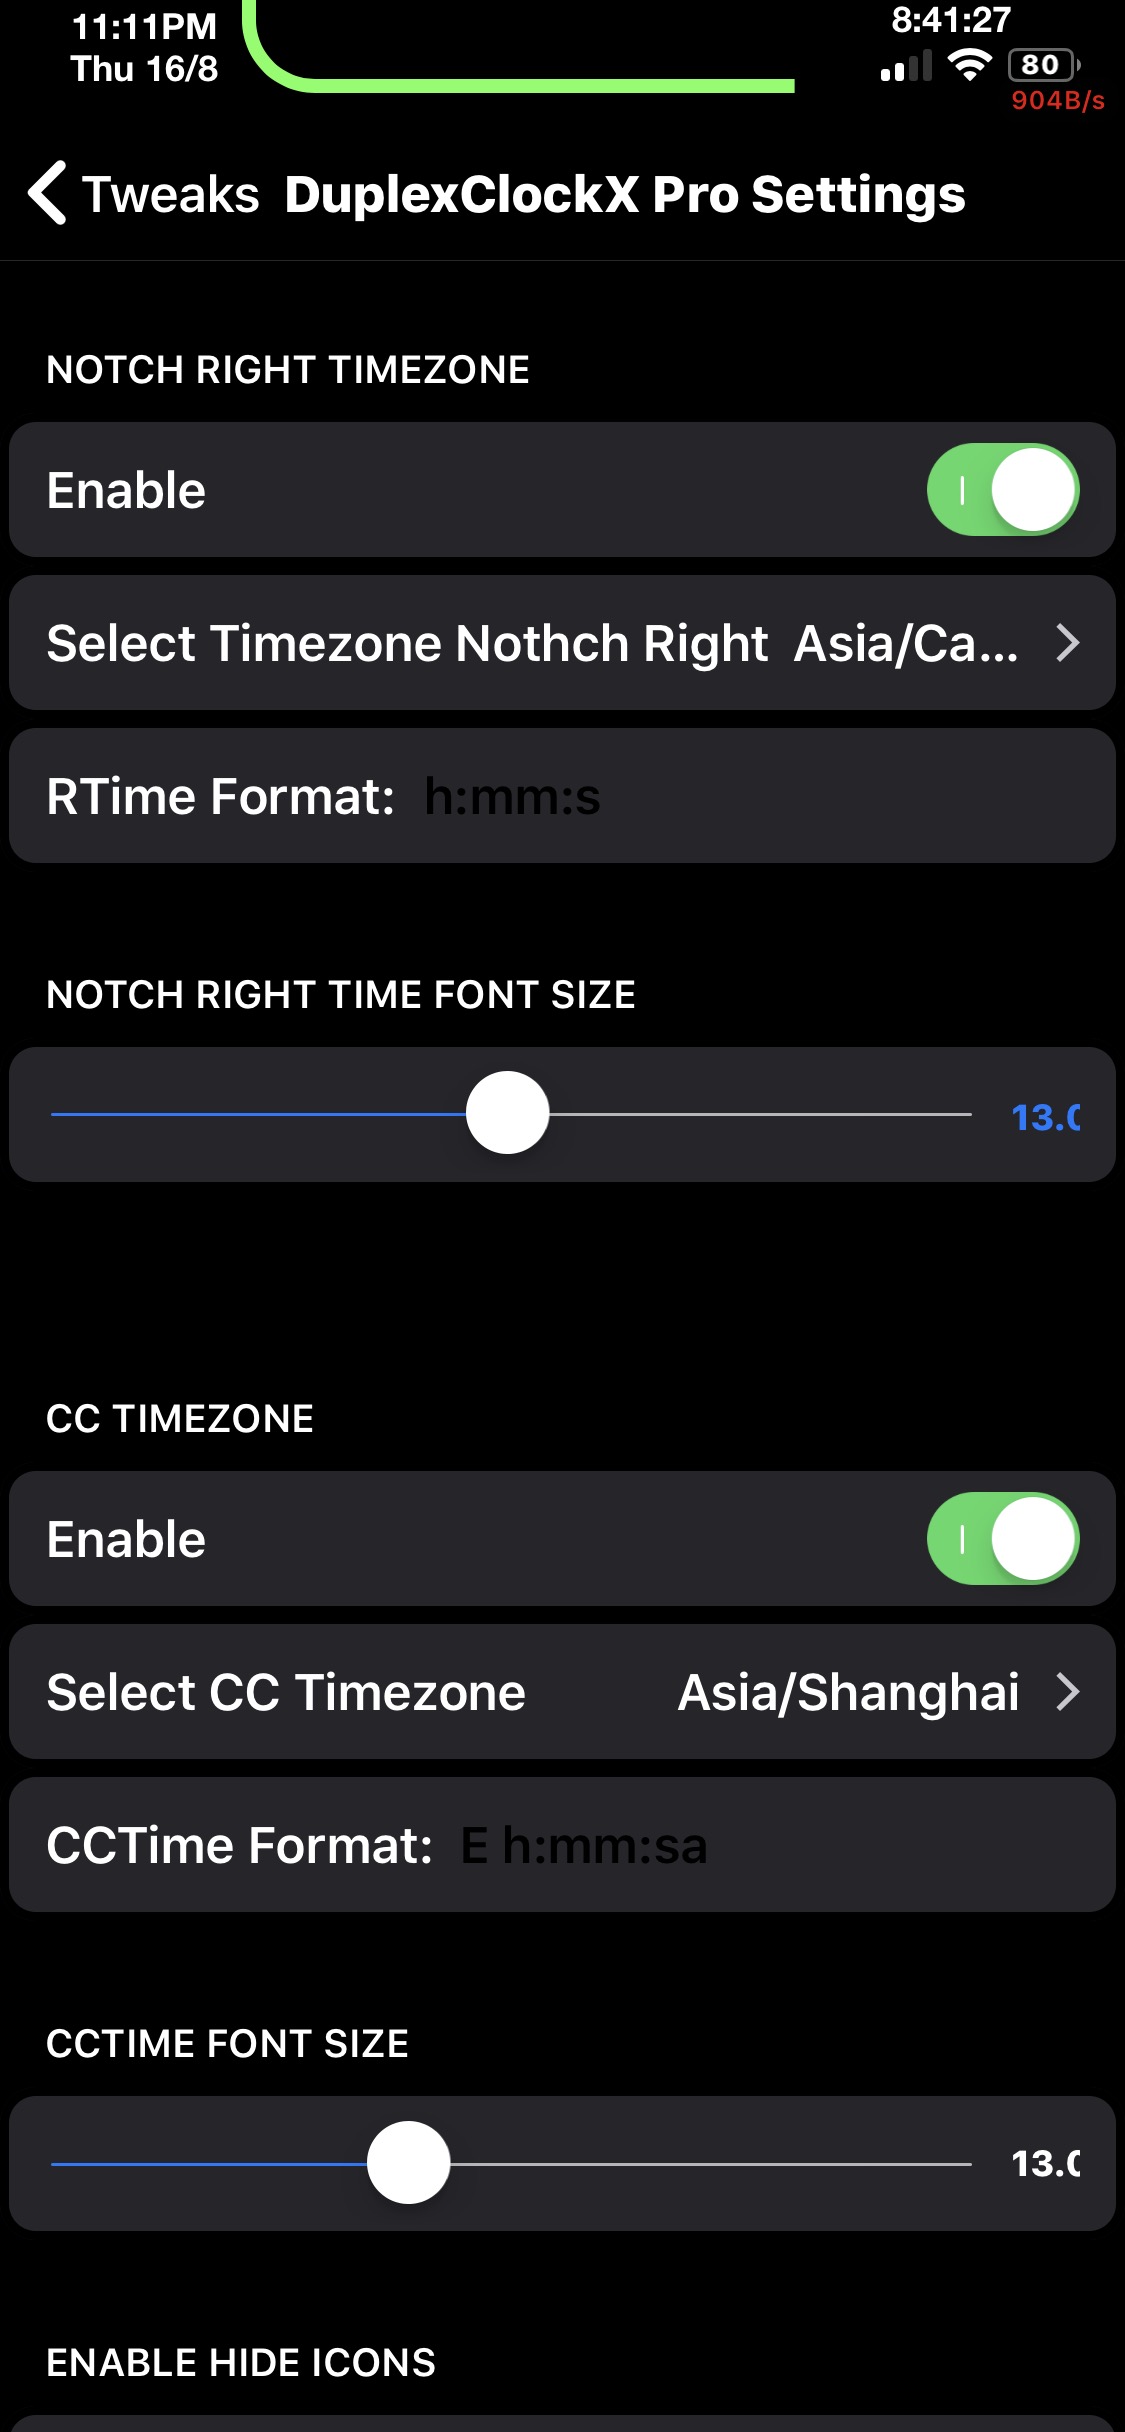 11:11PM
Thu 16/8
8:41:27
80
904B/s
Tweaks DuplexClockX Pro Settings
NOTCH RIGHT TIMEZONE
Enable
Select Timezone Nothch Right Asia/Ca...
RTime Format: h:mm:s
NOTCH RIGHT TIME FONT SIZE
13.0
CC TIMEZONE
Enable
Select CC Timezone Asia/Shanghai
CCTime Format: E h:mm:sa
CCTIME FONT SIZE
13.0
ENABLE HIDE ICONS